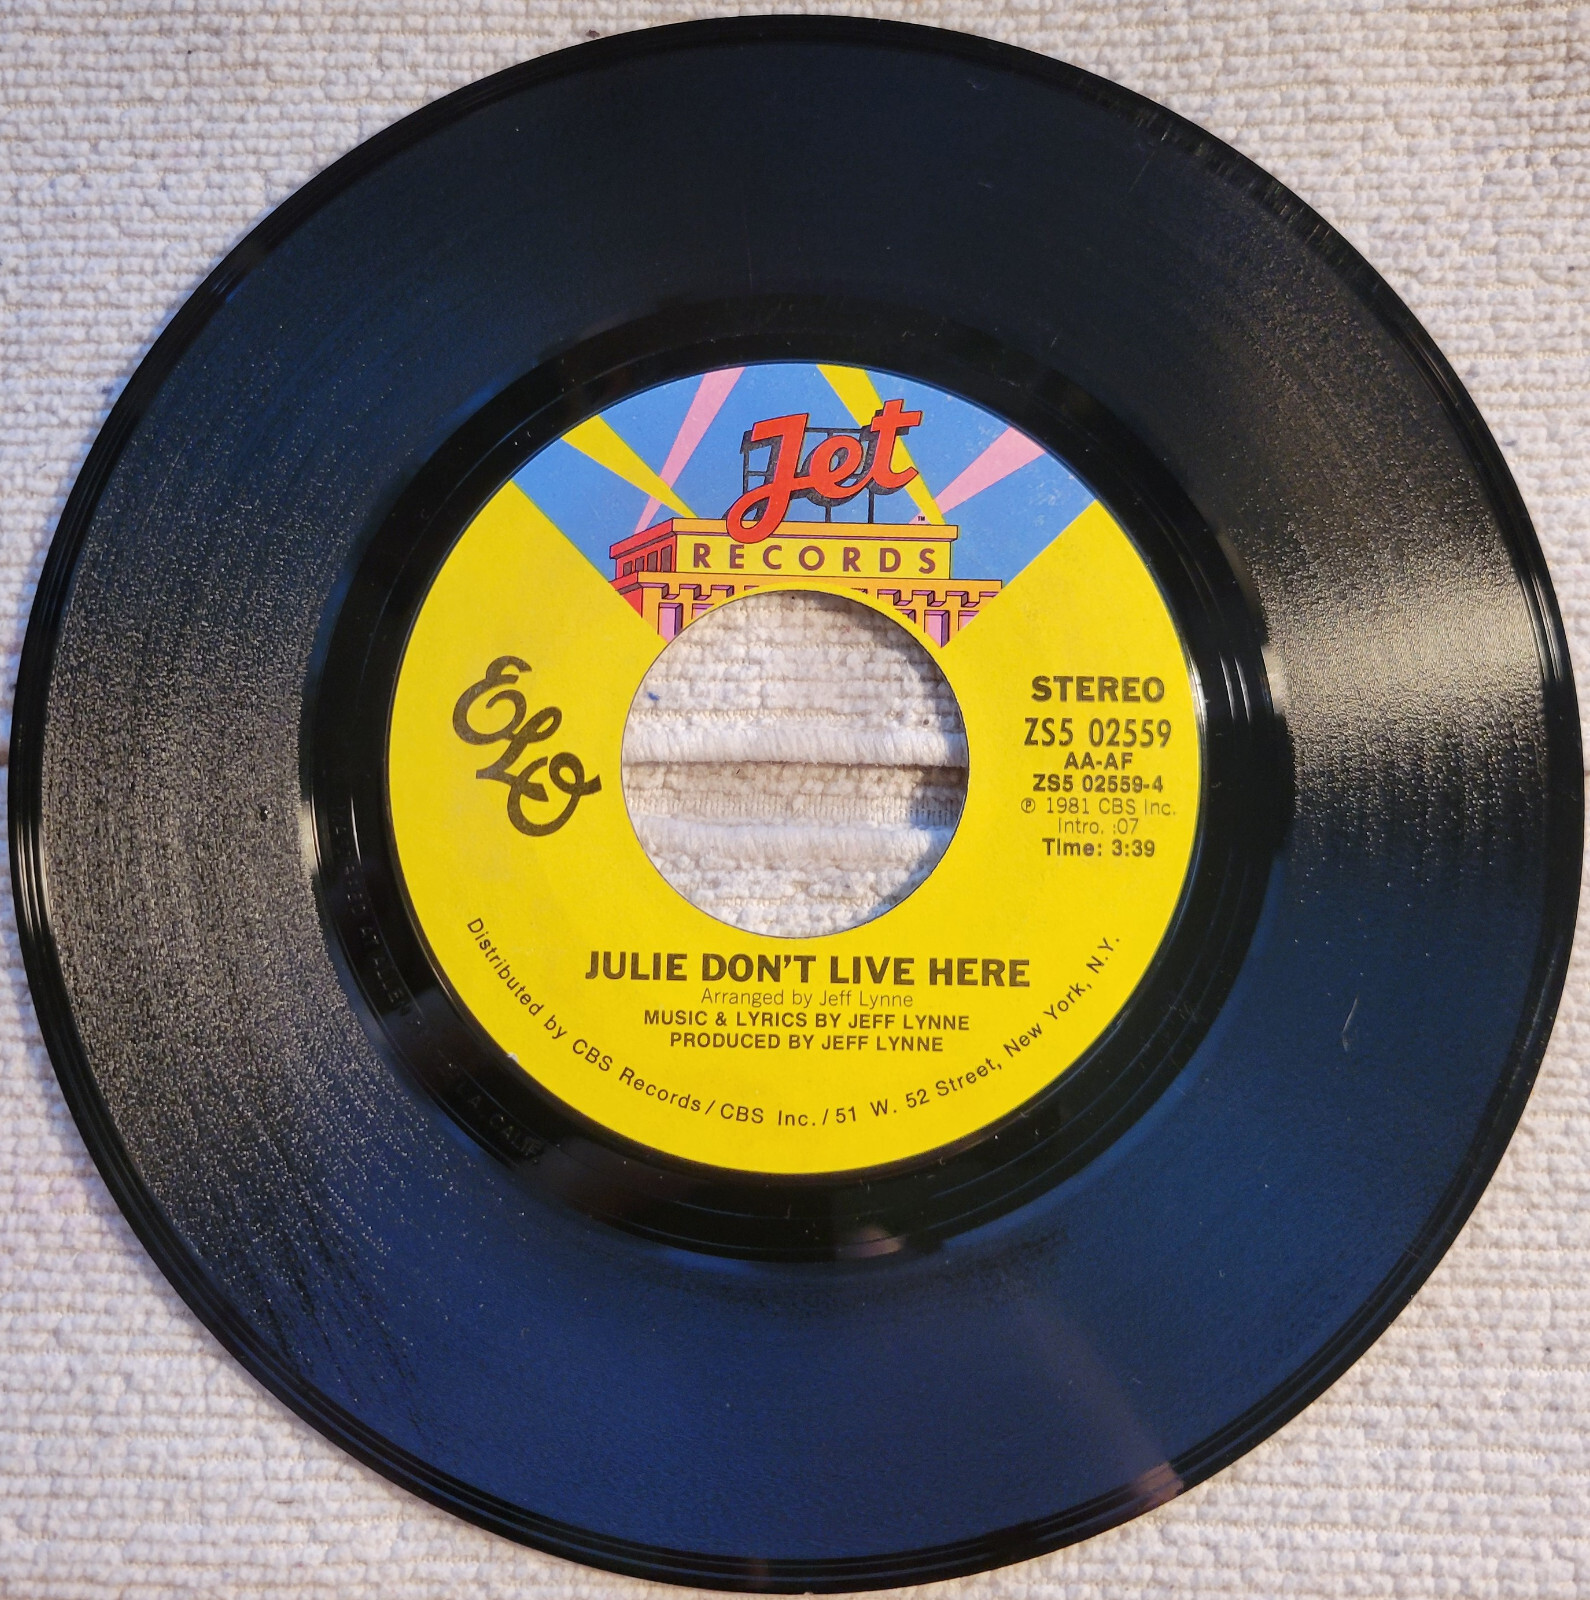 Jet
™
RECORDS
ELO
STEREO
ZS5 02559
AA-AF
ZS5 02559-4
℗ 1981 CBS Inc.
Intro. :07
Time: 3:39
JULIE DON'T LIVE HERE
Arranged by Jeff Lynne
MUSIC & LYRICS BY JEFF LYNNE
PRODUCED BY JEFF LYNNE
Distributed by CBS Records / CBS Inc. / 51 W. 52 Street, New York, N.Y.